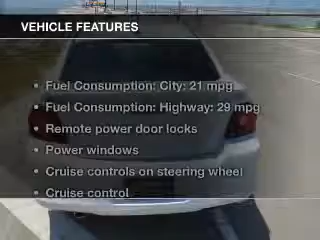 VEHICLE FEATURES
• Fuel Consumption: City: 21 mpg
• Fuel Consumption: Highway: 29 mpg
• Remote power door locks
• Power windows
• Cruise controls on steering wheel
• Cruise control